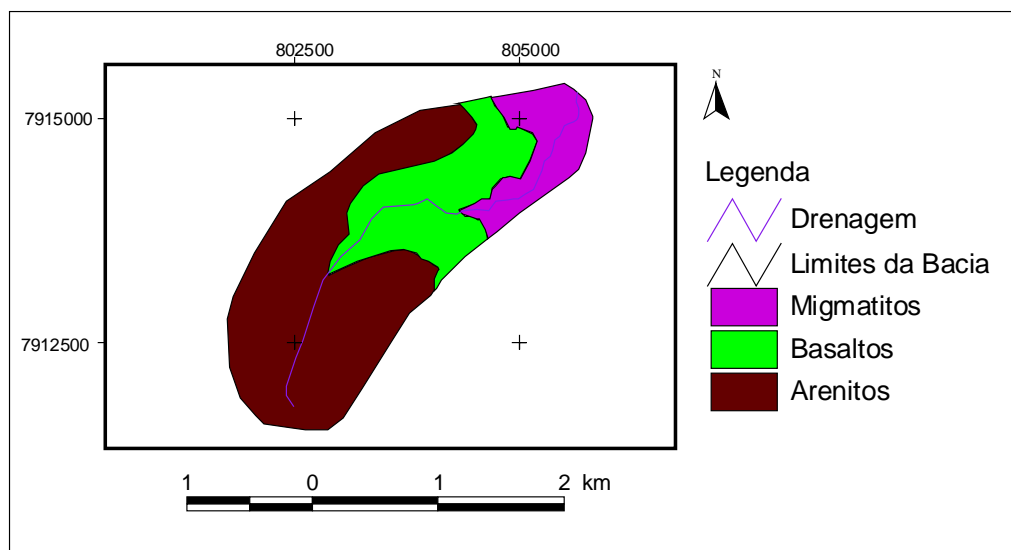 802500 805000
7915000
7912500
N
Legenda
Drenagem
Limites da Bacia
Migmatitos
Basaltos
Arenitos
1 0 1 2 km